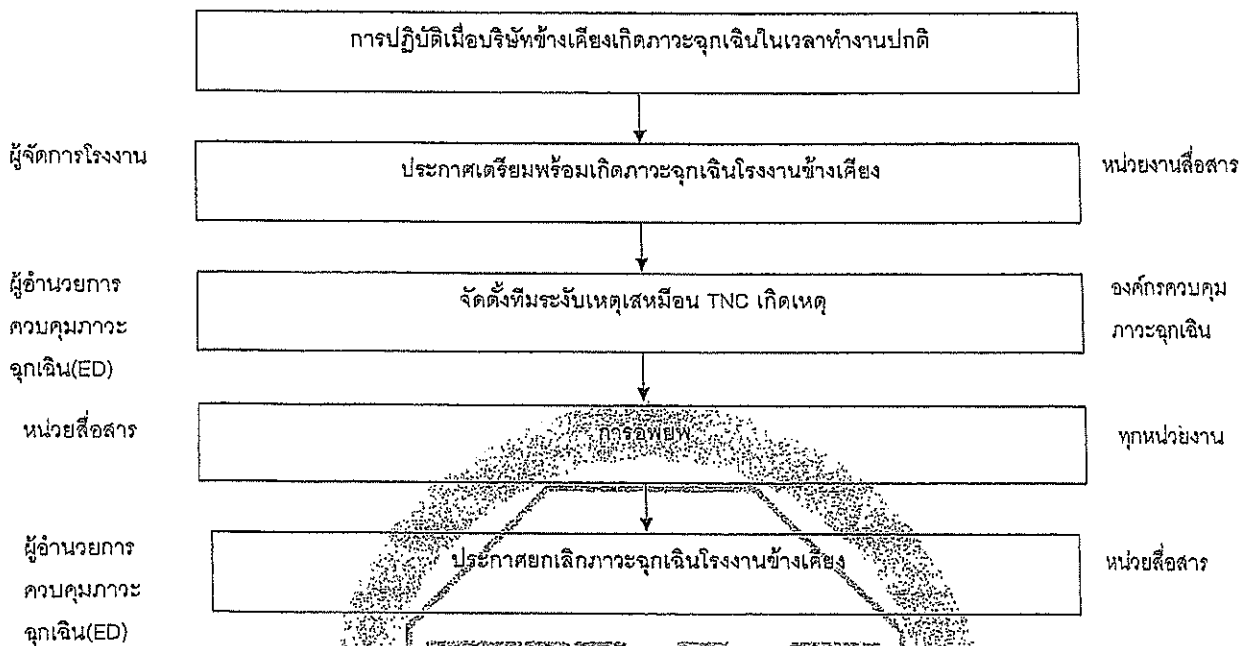 การปฏิบัติเมื่อบริษัทข้างเคียงเกิดภาวะฉุกเฉินในเวลาทำงานปกติ
ผู้จัดการโรงงาน
ประกาศเตรียมพร้อมเกิดภาวะฉุกเฉินโรงงานข้างเคียง
หน่วยงานสื่อสาร
ผู้อำนวยการ
ควบคุมภาวะ
ฉุกเฉิน(ED)
จัดตั้งทีมระงับเหตุเสหมือน TNC เกิดเหตุ
องค์กรควบคุม
ภาวะฉุกเฉิน
หน่วยสื่อสาร
การอพยพ
ทุกหน่วยงาน
ผู้อำนวยการ
ควบคุมภาวะ
ฉุกเฉิน(ED)
ประกาศยกเลิกภาวะฉุกเฉินโรงงานข้างเคียง
หน่วยสื่อสาร